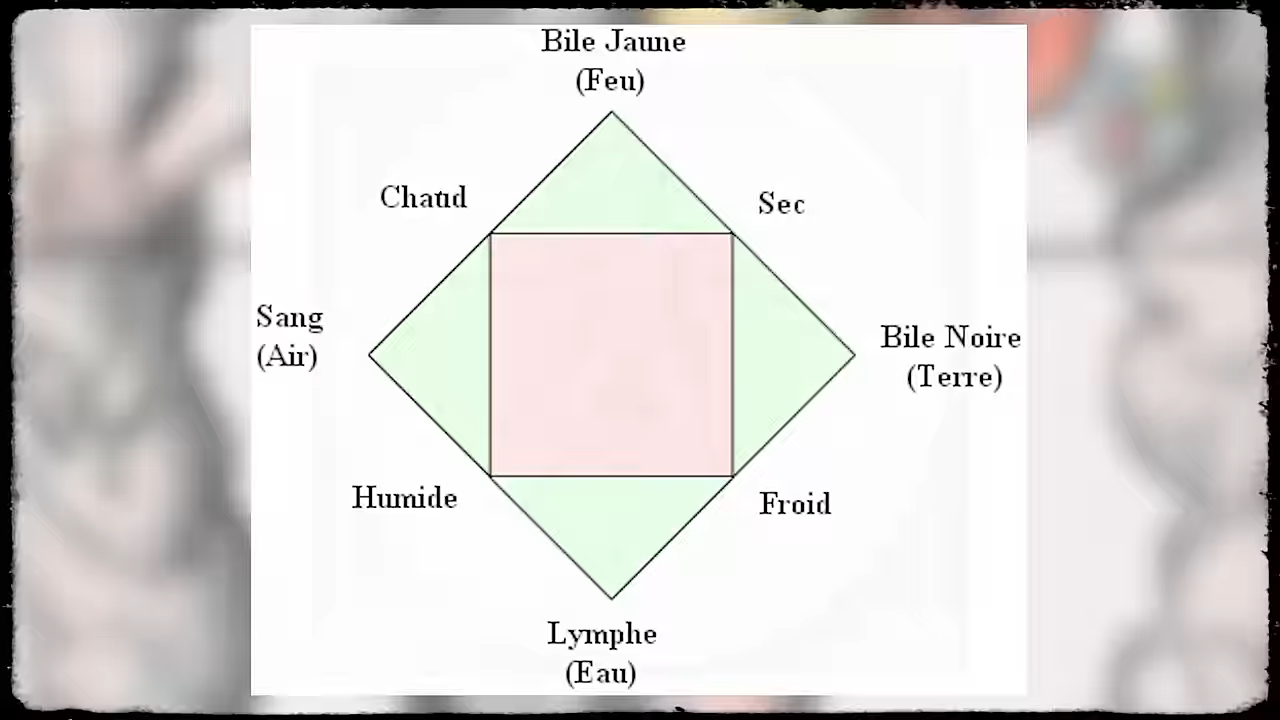 Bile Jaune
(Feu)
Chaud
Sec
Sang
(Air)
Bile Noire
(Terre)
Humide
Froid
Lymphe
(Eau)